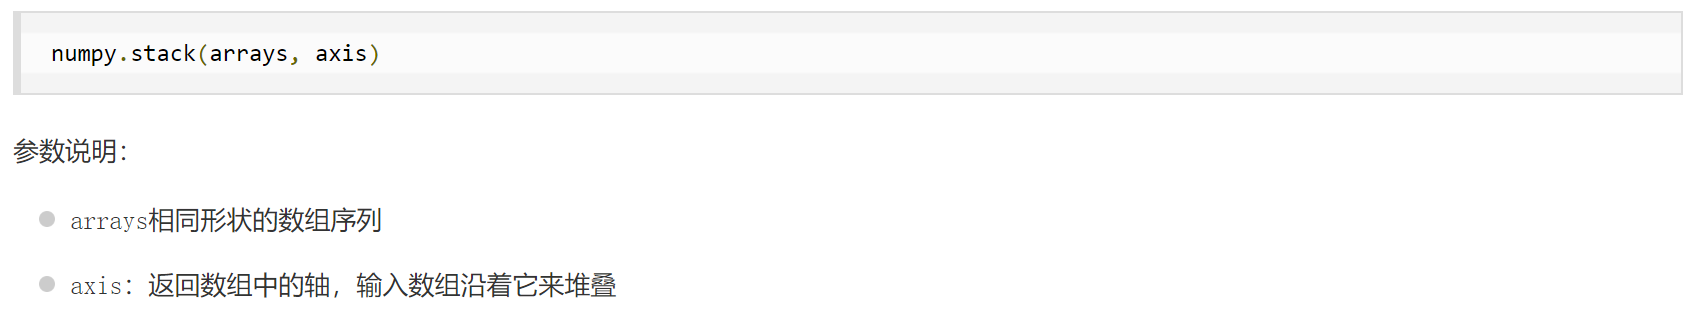 numpy.stack(arrays, axis)
参数说明：
arrays相同形状的数组序列
axis：返回数组中的轴，输入数组沿着它来堆叠